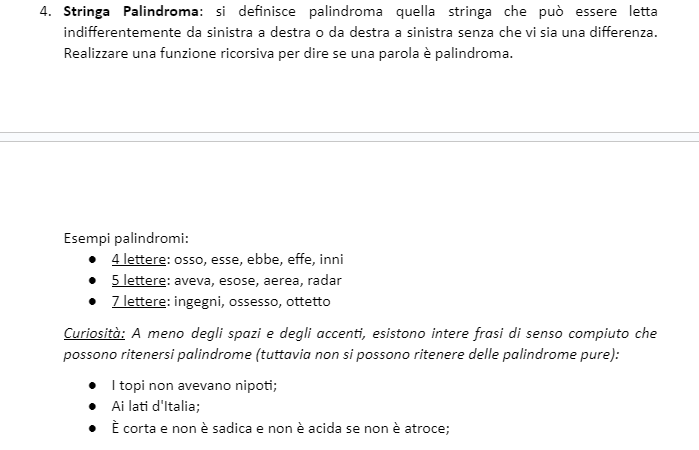 4. Stringa Palindroma: si definisce palindroma quella stringa che può essere letta
indifferentemente da sinistra a destra o da destra a sinistra senza che vi sia una differenza.
Realizzare una funzione ricorsiva per dire se una parola è palindroma.
Esempi palindromi:
● 4 lettere: osso, esse, ebbe, effe, inni
● 5 lettere: aveva, esose, aerea, radar
● 7 lettere: ingegni, ossesso, ottetto
Curiosità: A meno degli spazi e degli accenti, esistono intere frasi di senso compiuto che
possono ritenersi palindrome (tuttavia non si possono ritenere delle palindrome pure):
● I topi non avevano nipoti;
● Ai lati d'Italia;
● È corta e non è sadica e non è acida se non è atroce;